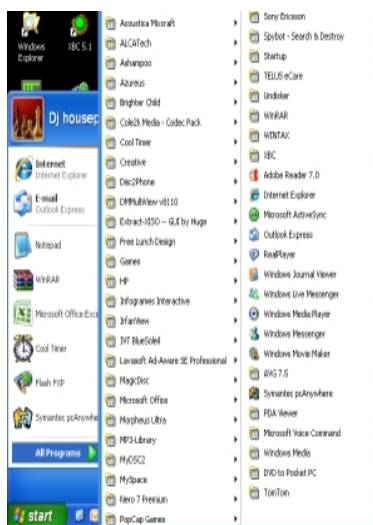 Windows
Explorer
XBC 5.1
Dj housep
Internet
Internet Explorer
E-mail
Outlook Express
Notepad
WinRAR
Microsoft Office Exce
Cool Timer
Flash FXP
Symantec pcAnywhe
All Programs
start
Acoustica Mixcraft
ALCATech
Ashampoo
Azureus
Brighter Child
Cole2k Media - Codec Pack
Cool Timer
Creative
Disc2Phone
DMMultiView v8110
Extract-XISO -- GUI by Huge
Free Lunch Design
Games
HP
Infogrames Interactive
IrfanView
IVT BlueSoleil
Lavasoft Ad-Aware SE Professional
MagicDisc
Microsoft Office
Morpheus Ultra
MP3-Library
MyDSC2
MySpace
Nero 7 Premium
PopCap Games
Sony Ericsson
Spybot - Search & Destroy
Startup
TELUS eCare
Undisker
WinRAR
WINTAX
XBC
Adobe Reader 7.0
Internet Explorer
Microsoft ActiveSync
Outlook Express
RealPlayer
Windows Journal Viewer
Windows Live Messenger
Windows Media Player
Windows Messenger
Windows Movie Maker
AVG 7.5
Symantec pcAnywhere
PDA Viewer
Microsoft Voice Command
Windows Media
DVD to Pocket PC
TomTom